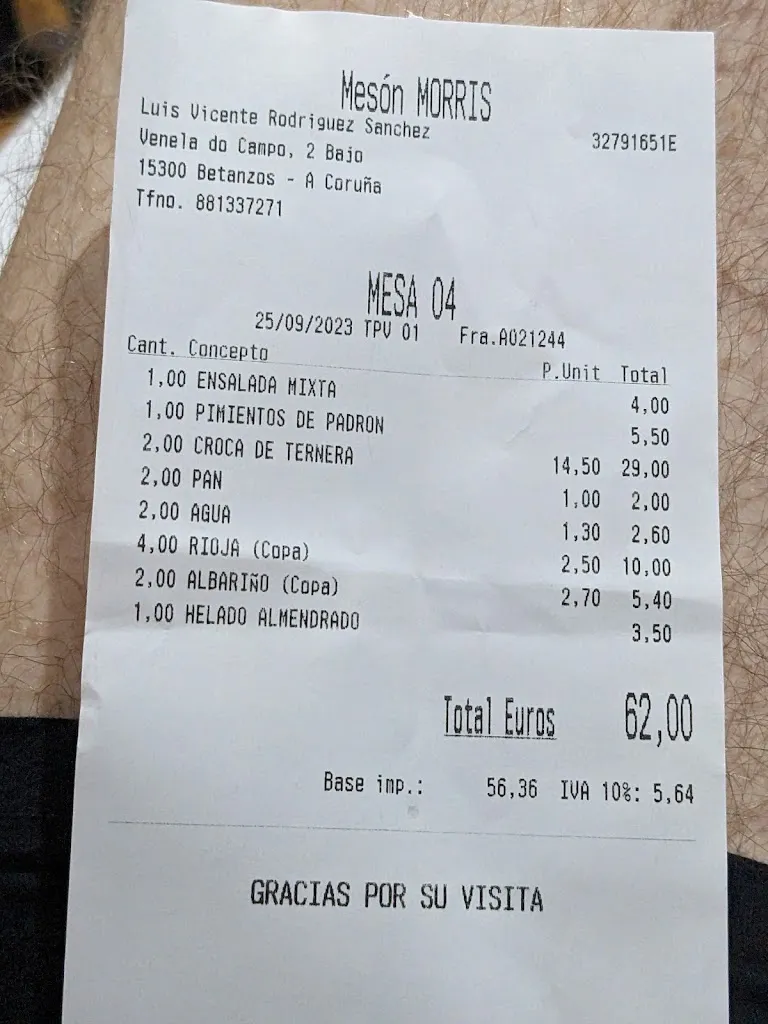 Mesón MORRIS
Luis Vicente Rodriguez Sanchez 32791651E
Venela do Campo, 2 Bajo
15300 Betanzos - A Coruña
Tfno. 881337271
MESA 04
25/09/2023 TPV 01 Fra.A021244
Cant. Concepto P.Unit Total
1,00 ENSALADA MIXTA 4,00
1,00 PIMIENTOS DE PADRON 5,50
2,00 CROCA DE TERNERA 14,50 29,00
2,00 PAN 1,00 2,00
2,00 AGUA 1,30 2,60
4,00 RIOJA (Copa) 2,50 10,00
2,00 ALBARIÑO (Copa) 2,70 5,40
1,00 HELADO ALMENDRADO 3,50
Total Euros 62,00
Base imp.: 56,36 IVA 10%: 5,64
GRACIAS POR SU VISITA